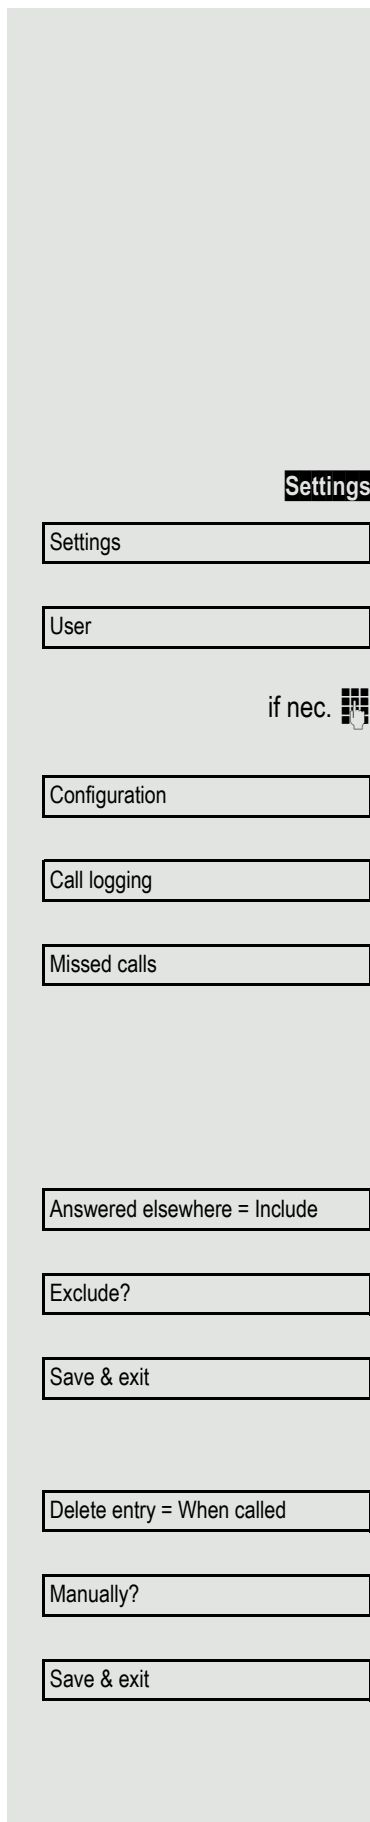 Settings
Settings
User
if nec.
Configuration
Call logging
Missed calls
Answered elsewhere = Include
Exclude?
Save & exit
Delete entry = When called
Manually?
Save & exit